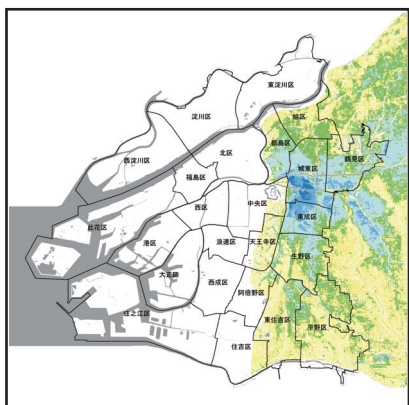 東淀川区
淀川区
旭区
都島区
鶴見区
北区
城東区
西淀川区
福島区
西区
中央区
東成区
此花区
港区
浪速区
天王寺区
生野区
大正区
西成区
阿倍野区
住之江区
東住吉区
平野区
住吉区